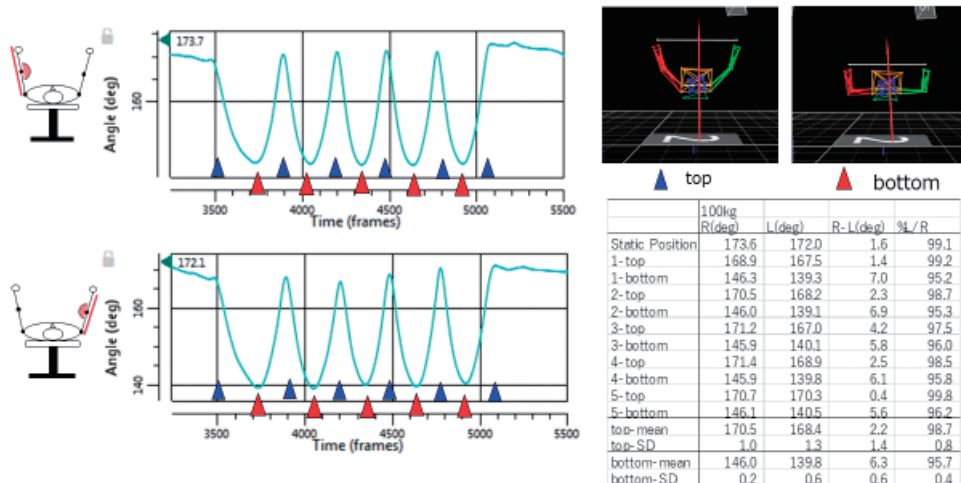 173.7
160
Angle (deg)
3500 4000 4500 5000 5500
Time (frames)
172.1
160
140
Angle (deg)
3500 4000 4500 5000 5500
Time (frames)
2
2
top
bottom
100kg
R(deg) L(deg) R-L(deg) %L/R
Static Position 173.6 172.0 1.6 99.1
1-top 168.9 167.5 1.4 99.2
1-bottom 146.3 139.3 7.0 95.2
2-top 170.5 168.2 2.3 98.7
2-bottom 146.0 139.1 6.9 95.3
3-top 171.2 167.0 4.2 97.5
3-bottom 145.9 140.1 5.8 96.0
4-top 171.4 168.9 2.5 98.5
4-bottom 145.9 139.8 6.1 95.8
5-top 170.7 170.3 0.4 99.8
5-bottom 146.1 140.5 5.6 96.2
top-mean 170.5 168.4 2.2 98.7
top-SD 1.0 1.3 1.4 0.8
bottom-mean 146.0 139.8 6.3 95.7
bottom-SD 0.2 0.6 0.6 0.4